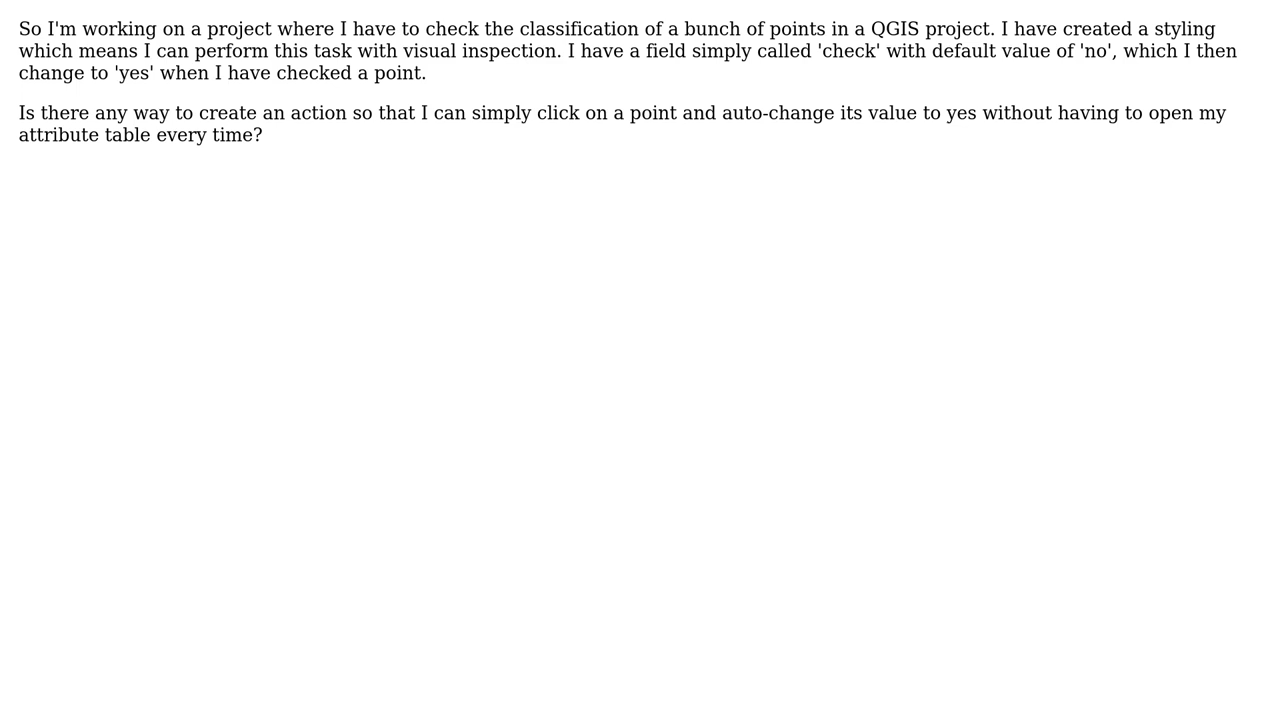 So I'm working on a project where I have to check the classification of a bunch of points in a QGIS project. I have created a styling
which means I can perform this task with visual inspection. I have a field simply called 'check' with default value of 'no', which I then
change to 'yes' when I have checked a point.
Is there any way to create an action so that I can simply click on a point and auto-change its value to yes without having to open my
attribute table every time?